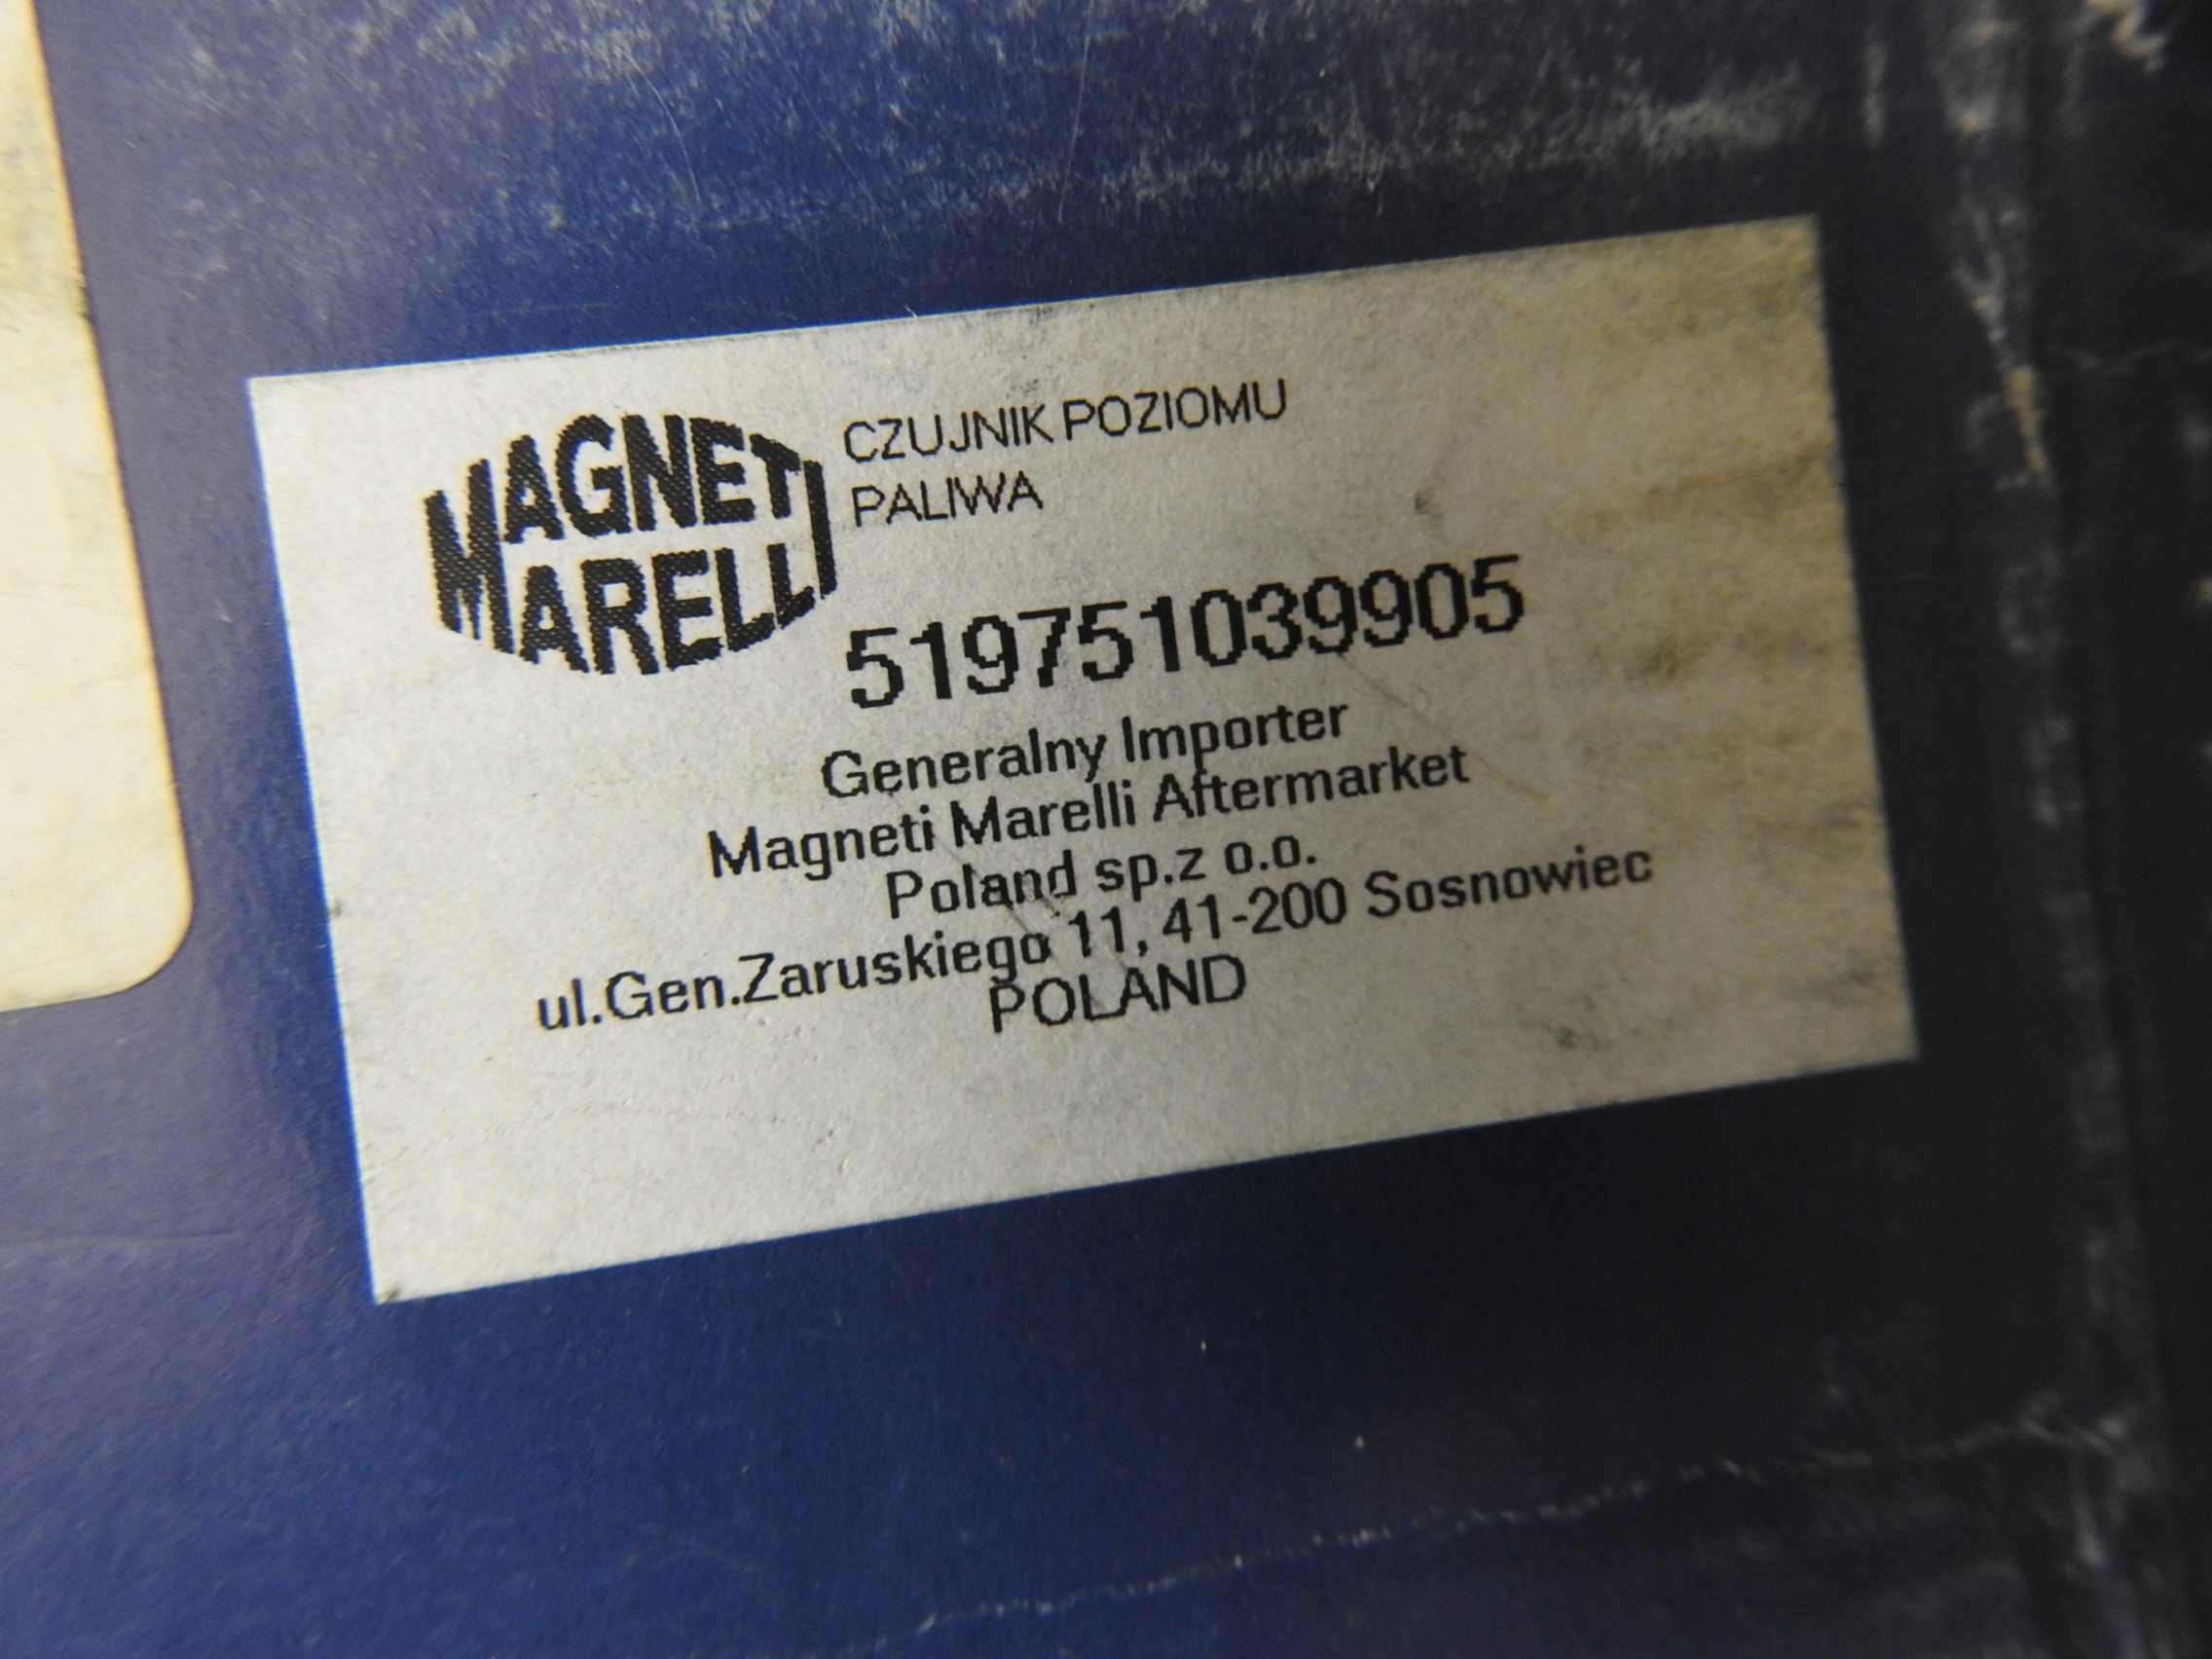 MAGNETI
MARELLI
CZUJNIK POZIOMU
PALIWA
519751039905
Generalny Importer
Magneti Marelli Aftermarket
Poland sp.z o.o.
ul.Gen.Zaruskiego 11, 41-200 Sosnowiec
POLAND